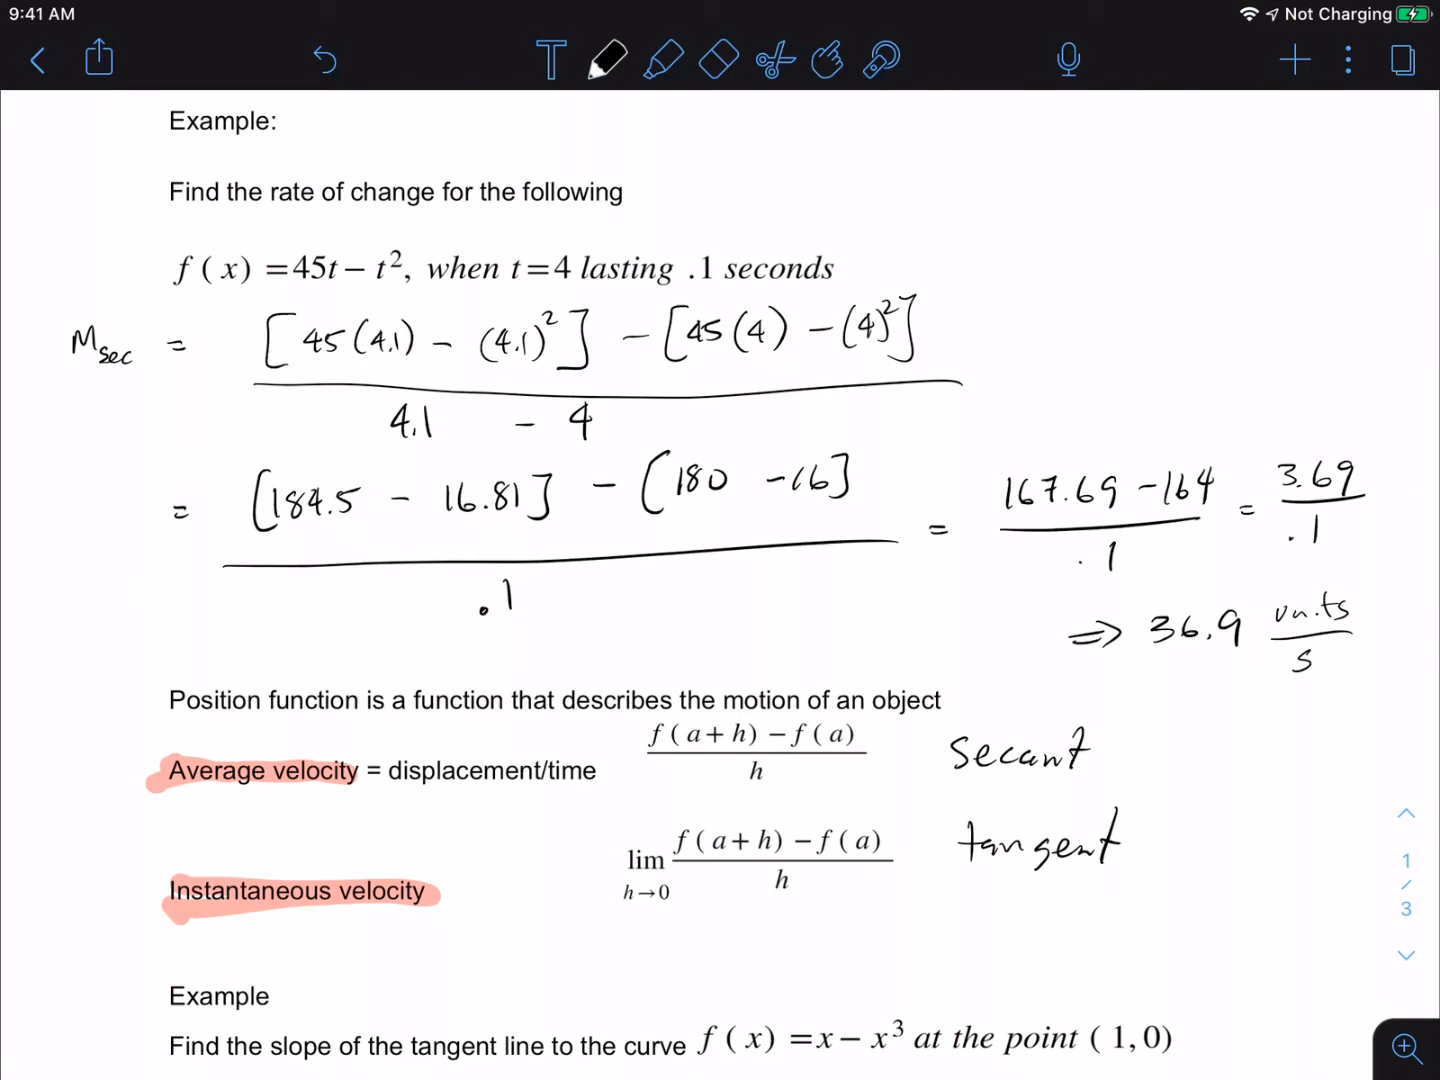 9:41 AM Not Charging
T
Example:
Find the rate of change for the following
f ( x ) =45t − t², when t=4 lasting .1 seconds
Msec = [ 45 (4.1) − (4.1)² ] − [45 (4) − (4)²]
4.1 − 4
= [184.5 − 16.81] − [180 −16] = 167.69 −164 = 3.69
.1 .1 .1
⇒ 36.9 units
s
Position function is a function that describes the motion of an object
f ( a + h ) − f ( a ) secant
Average velocity = displacement/time h
lim f ( a + h ) − f ( a ) tangent
h→0 h
Instantaneous velocity
1
/
3
Example
Find the slope of the tangent line to the curve f ( x ) =x − x³ at the point ( 1, 0)